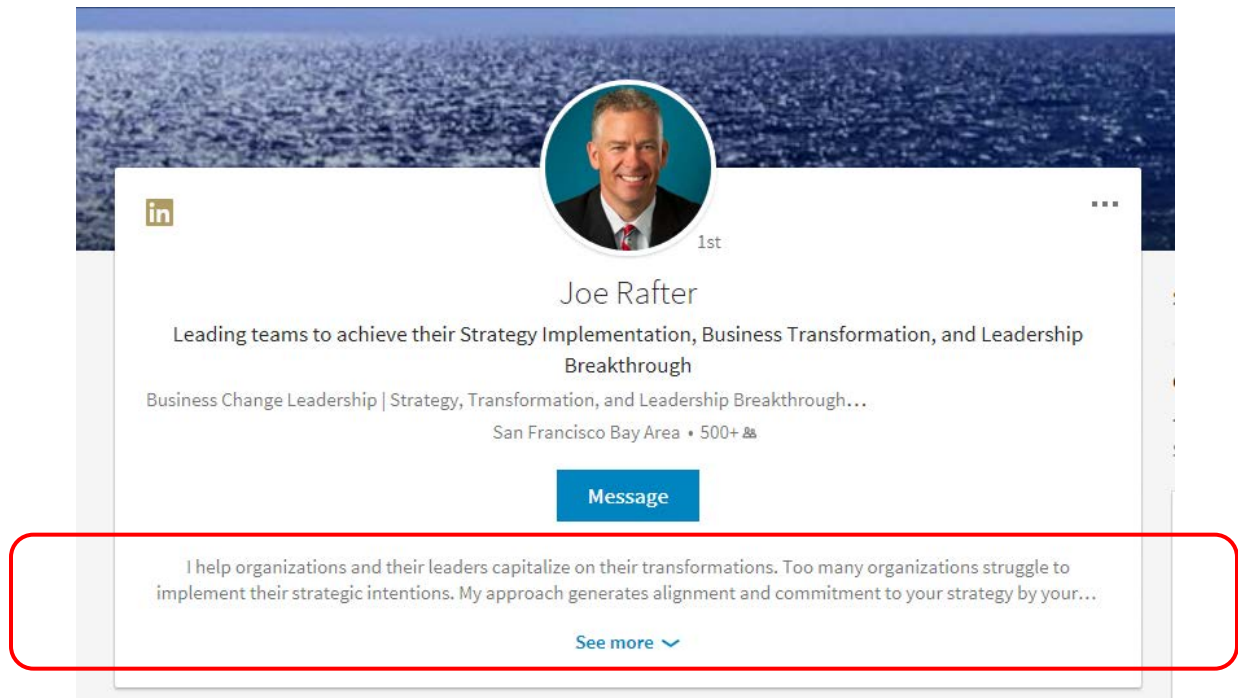 in
1st
Joe Rafter
Leading teams to achieve their Strategy Implementation, Business Transformation, and Leadership
Breakthrough
Business Change Leadership | Strategy, Transformation, and Leadership Breakthrough...
San Francisco Bay Area • 500+
Message
I help organizations and their leaders capitalize on their transformations. Too many organizations struggle to
implement their strategic intentions. My approach generates alignment and commitment to your strategy by your...
See more